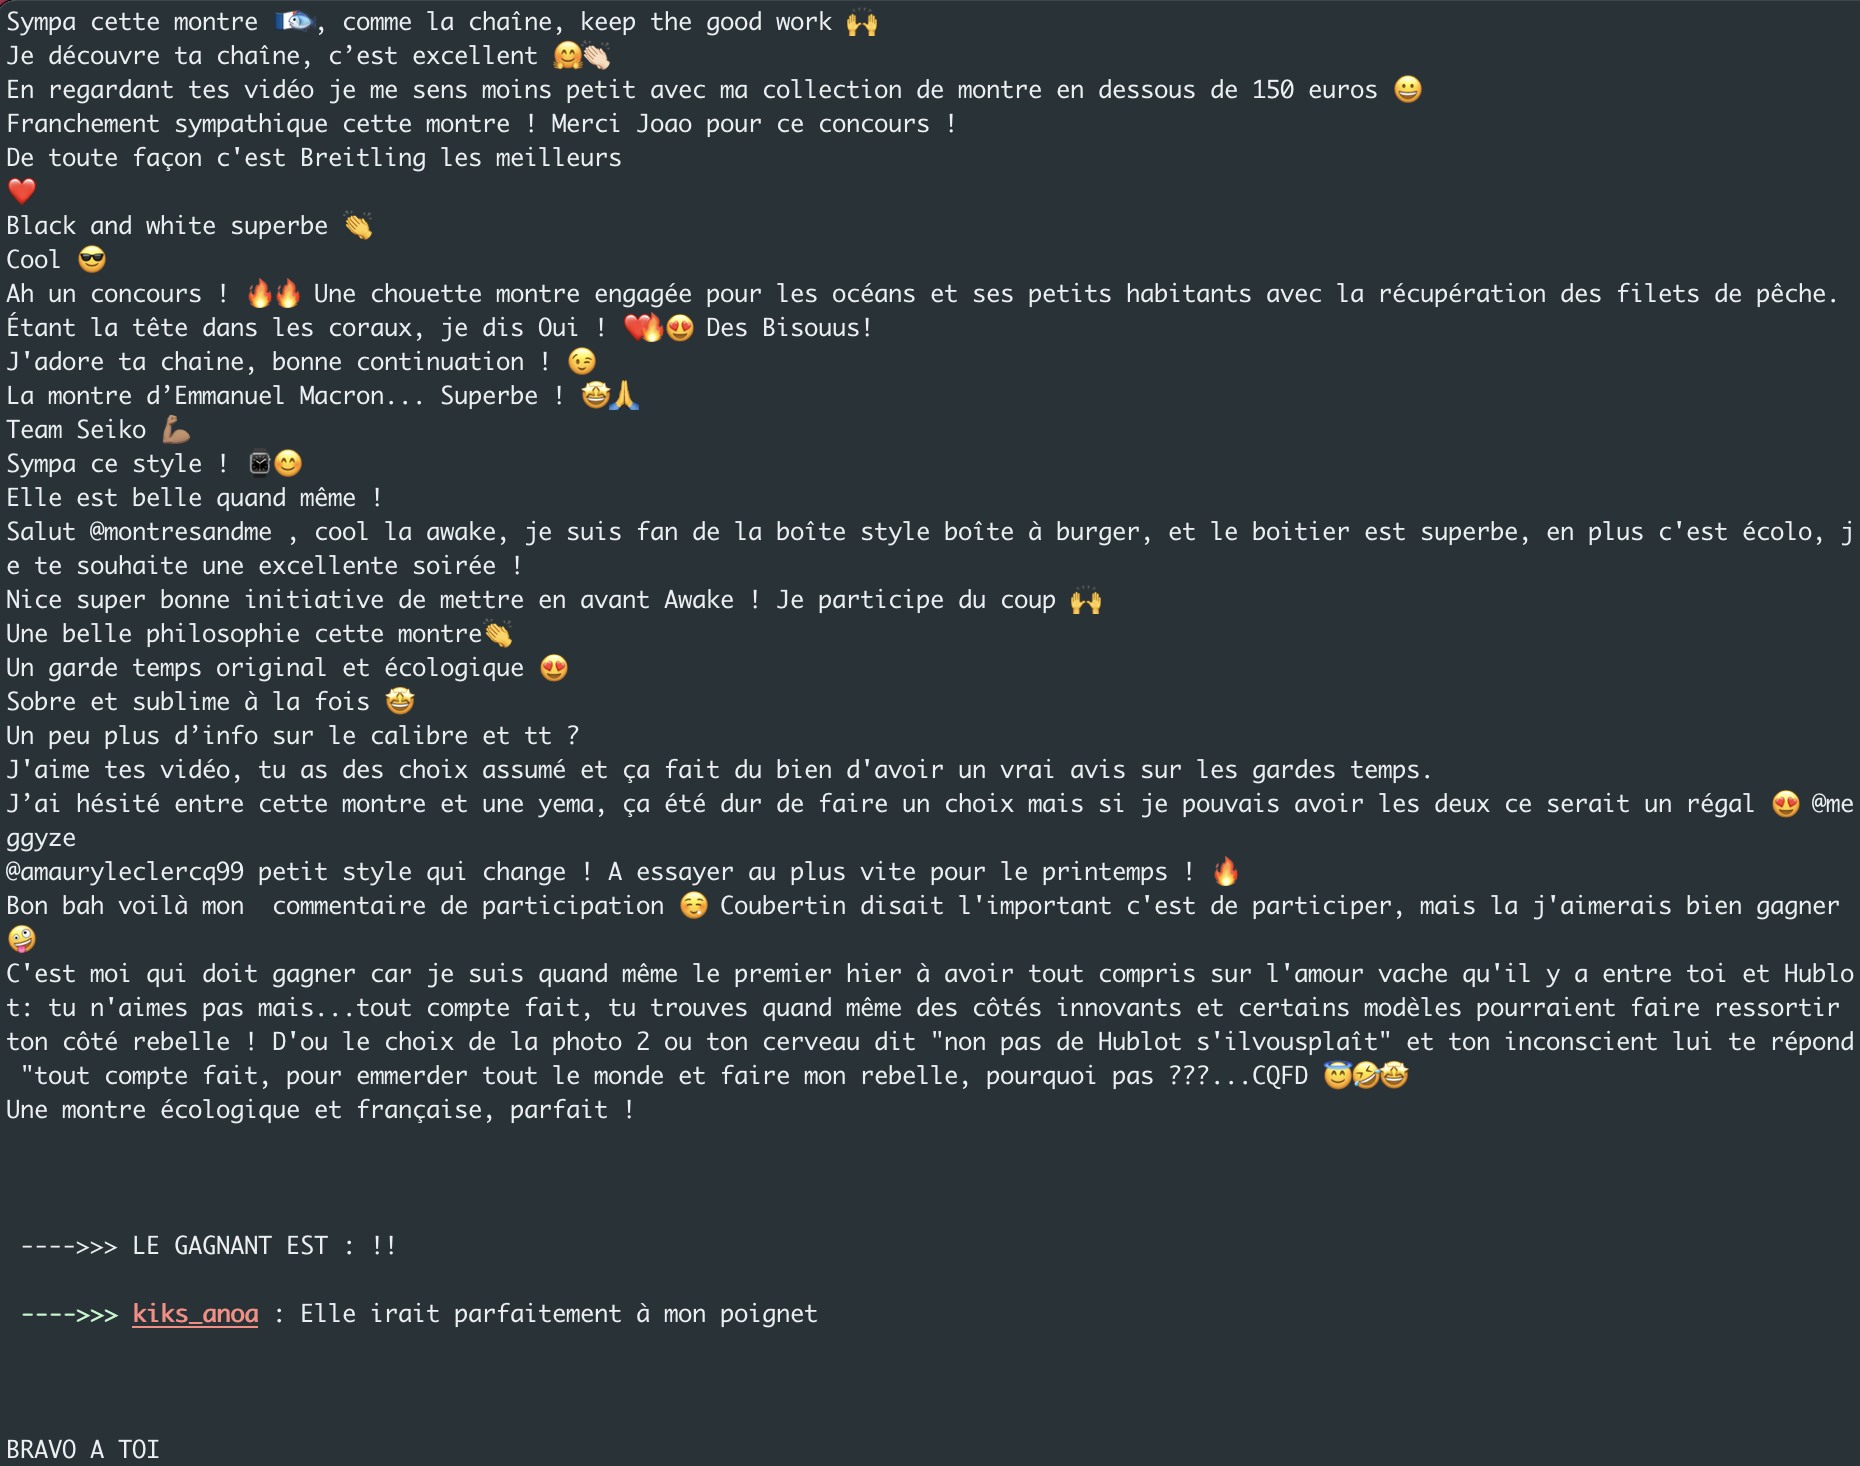 Sympa cette montre 🇫🇷🐟, comme la chaîne, keep the good work 🙌
Je découvre ta chaîne, c’est excellent 🤗👏🏻
En regardant tes vidéo je me sens moins petit avec ma collection de montre en dessous de 150 euros 😀
Franchement sympathique cette montre ! Merci Joao pour ce concours !
De toute façon c'est Breitling les meilleurs
❤️
Black and white superbe 👏
Cool 😎
Ah un concours ! 🔥🔥 Une chouette montre engagée pour les océans et ses petits habitants avec la récupération des filets de pêche.
Étant la tête dans les coraux, je dis Oui ! ❤️🔥😍 Des Bisouus!
J'adore ta chaine, bonne continuation ! 😉
La montre d’Emmanuel Macron... Superbe ! 🤩🙏
Team Seiko 💪🏽
Sympa ce style ! ⌚😊
Elle est belle quand même !
Salut @montresandme , cool la awake, je suis fan de la boîte style boîte à burger, et le boitier est superbe, en plus c'est écolo, j
e te souhaite une excellente soirée !
Nice super bonne initiative de mettre en avant Awake ! Je participe du coup 🙌
Une belle philosophie cette montre👏
Un garde temps original et écologique 😍
Sobre et sublime à la fois 🤩
Un peu plus d’info sur le calibre et tt ?
J'aime tes vidéo, tu as des choix assumé et ça fait du bien d'avoir un vrai avis sur les gardes temps.
J’ai hésité entre cette montre et une yema, ça été dur de faire un choix mais si je pouvais avoir les deux ce serait un régal 😍 @me
ggyze
@amauryleclercq99 petit style qui change ! A essayer au plus vite pour le printemps ! 🔥
Bon bah voilà mon  commentaire de participation ☺️ Coubertin disait l'important c'est de participer, mais la j'aimerais bien gagner
🤪
C'est moi qui doit gagner car je suis quand même le premier hier à avoir tout compris sur l'amour vache qu'il y a entre toi et Hublo
t: tu n'aimes pas mais...tout compte fait, tu trouves quand même des côtés innovants et certains modèles pourraient faire ressortir
ton côté rebelle ! D'ou le choix de la photo 2 ou ton cerveau dit "non pas de Hublot s'ilvousplaît" et ton inconscient lui te répond
 "tout compte fait, pour emmerder tout le monde et faire mon rebelle, pourquoi pas ???...CQFD 😇🤣🤩
Une montre écologique et française, parfait !
---->>> LE GAGNANT EST : !!
---->>> kiks_anoa : Elle irait parfaitement à mon poignet
BRAVO A TOI